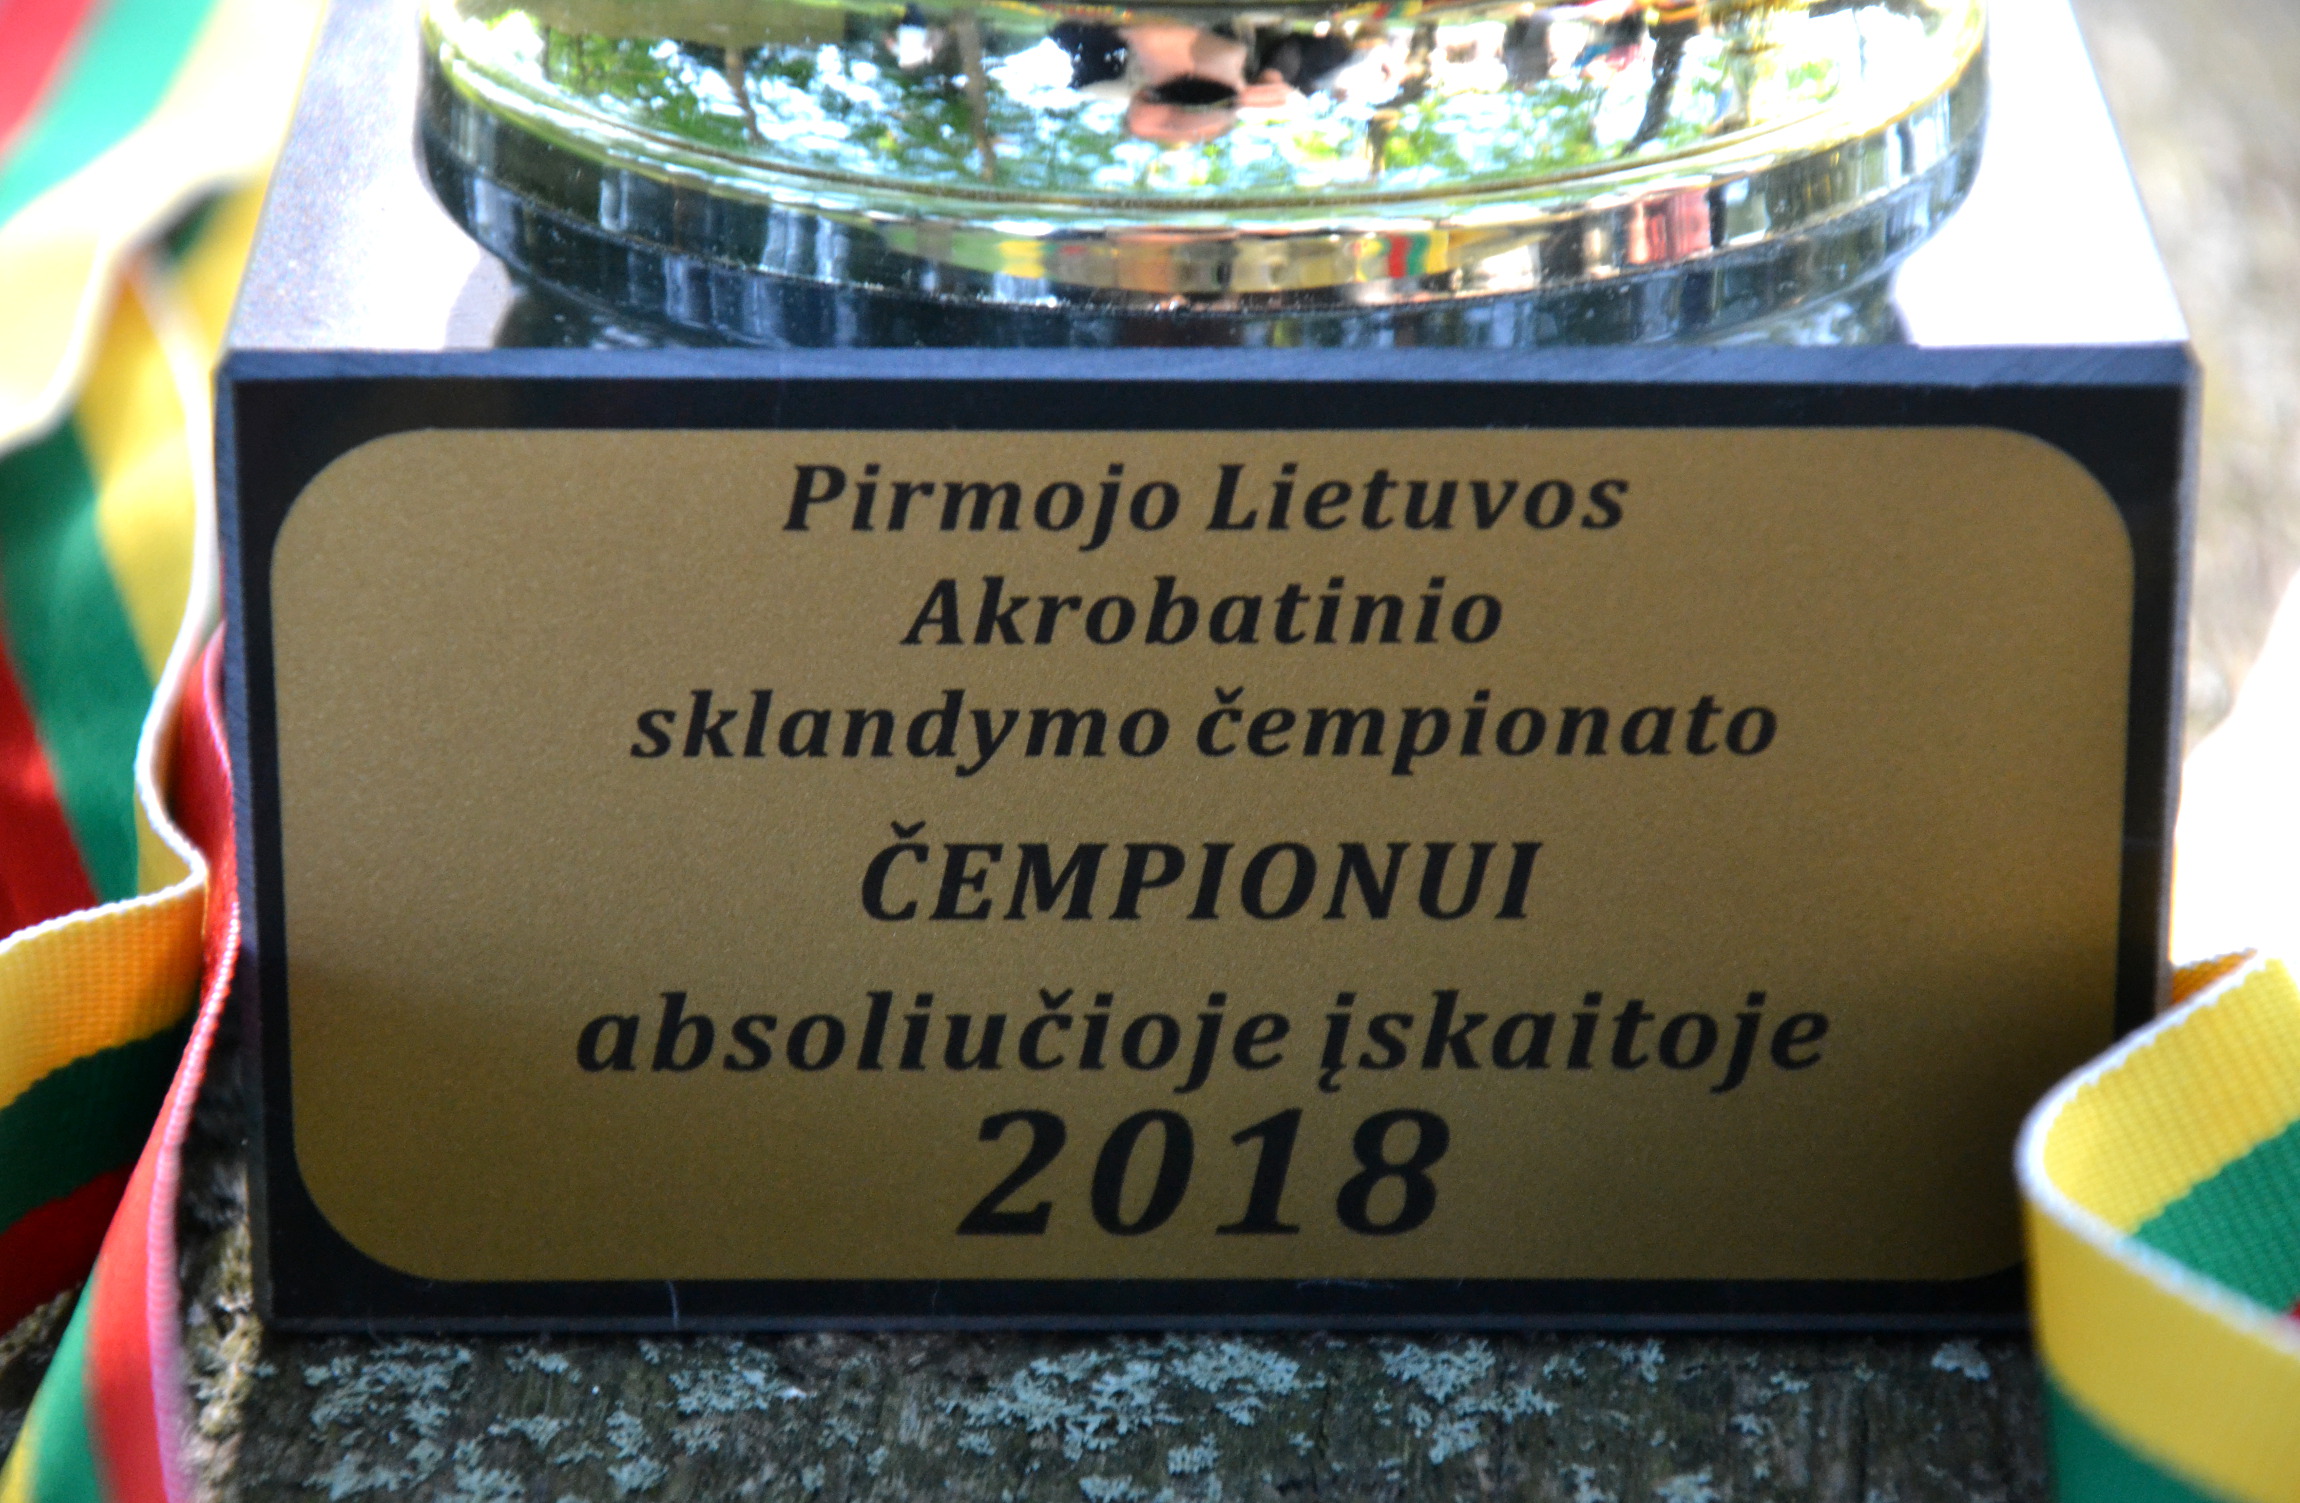 Pirmojo Lietuvos
Akrobatinio
sklandymo čempionato
ČEMPIONUI
absoliučioje įskaitoje
2018